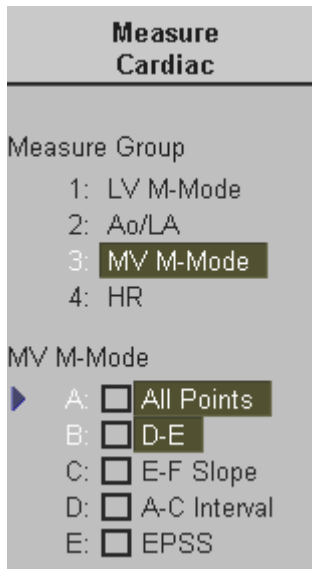 Measure
Cardiac
Measure Group
1: LV M-Mode
2: Ao/LA
3: MV M-Mode
4: HR
MV M-Mode
A: All Points
B: D-E
C: E-F Slope
D: A-C Interval
E: EPSS